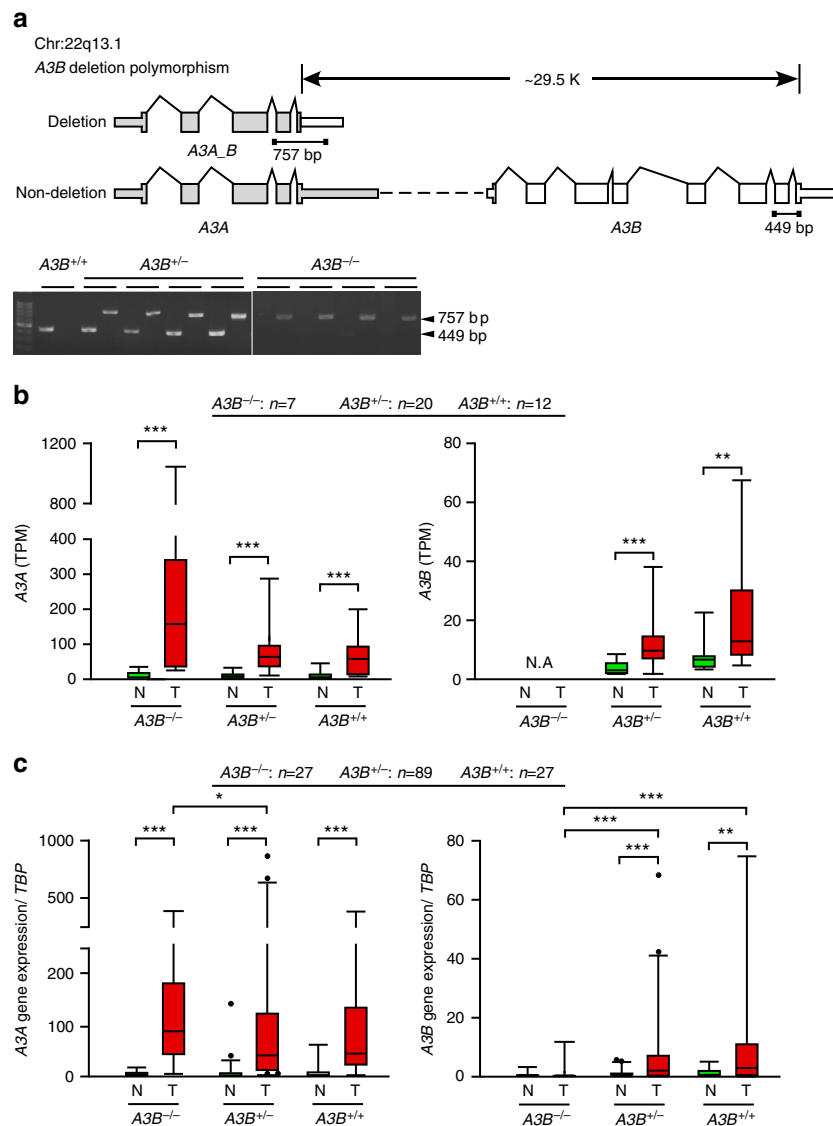 a
Chr:22q13.1
A3B deletion polymorphism
~29.5 K
Deletion
A3A_B
757 bp
Non-deletion
A3A
A3B
449 bp
A3B+/+ A3B+/– A3B–/–
757 bp
449 bp
b
A3B–/–: n=7 A3B+/–: n=20 A3B+/+: n=12
A3A (TPM)
1200
800
400
300
200
100
0
*** *** ***
N T N T N T
A3B–/– A3B+/– A3B+/+
A3B (TPM)
80
60
40
20
0
N.A *** **
N T N T N T
A3B–/– A3B+/– A3B+/+
c
A3B–/–: n=27 A3B+/–: n=89 A3B+/+: n=27
A3A gene expression/ TBP
1000
500
200
100
0
*
*** *** ***
N T N T N T
A3B–/– A3B+/– A3B+/+
A3B gene expression/ TBP
80
60
40
20
0
***
***
*** **
N T N T N T
A3B–/– A3B+/– A3B+/+